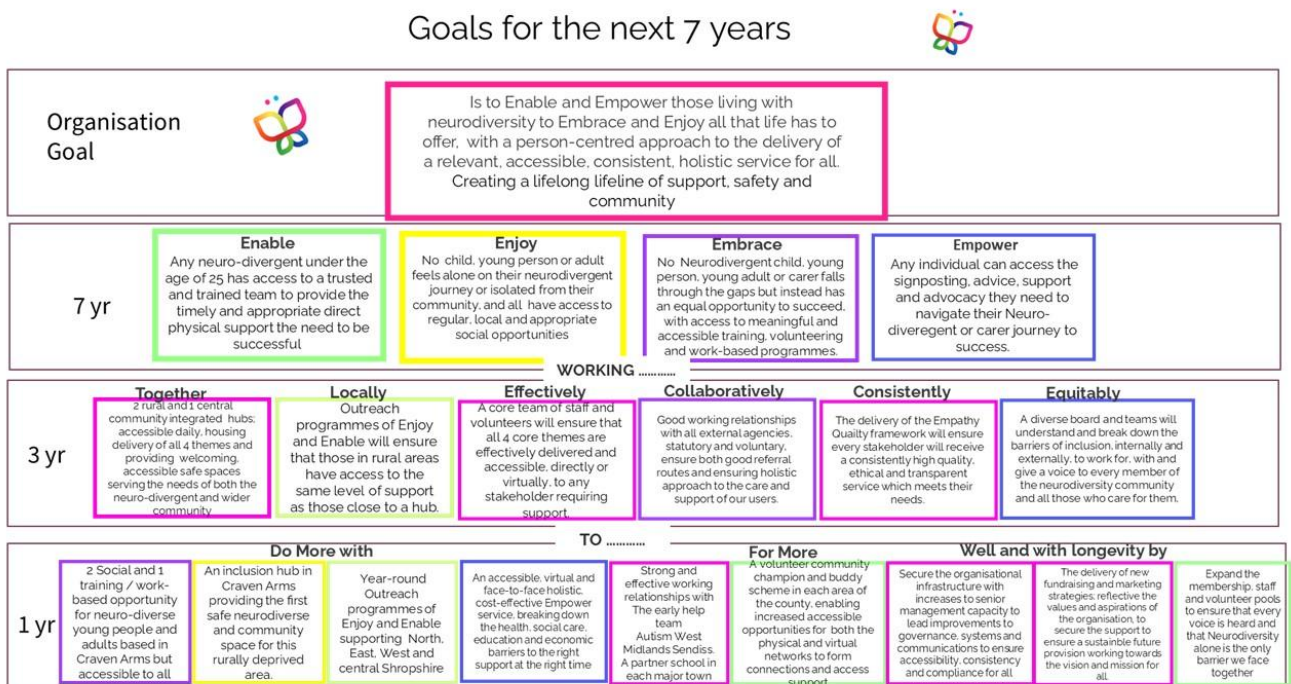 Goals for the next 7 years
Organisation
Goal
Is to Enable and Empower those living with
neurodiversity to Embrace and Enjoy all that life has to
offer, with a person-centred approach to the delivery of
a relevant, accessible, consistent, holistic service for all.
Creating a lifelong lifeline of support, safety and
community
7 yr
Enable
Any neuro-divergent under the
age of 25 has access to a trusted
and trained team to provide the
timely and appropriate direct
physical support the need to be
successful
Enjoy
No child, young person or adult
feels alone on their neurodivergent
journey or isolated from their
community, and all have access to
regular, local and appropriate
social opportunities
Embrace
No Neurodivergent child, young
person, young adult or carer falls
through the gaps but instead has
an equal opportunity to succeed,
with access to meaningful and
accessible training, volunteering
and work-based programmes.
Empower
Any individual can access the
signposting, advice, support
and advocacy they need to
navigate their Neuro-
diveregent or carer journey to
success.
WORKING ............
3 yr
Together
2 rural and 1 central
community integrated hubs;
accessible daily, housing
delivery of all 4 themes and
providing welcoming,
accessible safe spaces
serving the needs of both the
neuro-divergent and wider
community
Locally
Outreach
programmes of Enjoy
and Enable will ensure
that those in rural areas
have access to the
same level of support
as those close to a hub.
Effectively
A core team of staff and
volunteers will ensure that
all 4 core themes are
effectively delivered and
accessible, directly or
virtually, to any
stakeholder requiring
support.
Collaboratively
Good working relationships
with all external agencies,
statutory and voluntary,
ensure both good referral
routes and ensuring holistic
approach to the care and
support of our users.
Consistently
The delivery of the Empathy
Quailty framework will ensure
every stakeholder will receive
a consistently high quality,
ethical and transparent
service which meets their
needs.
Equitably
A diverse board and teams will
understand and break down the
barriers of inclusion, internally and
externally, to work for, with and
give a voice to every member of
the neurodiversity community
and all those who care for them.
TO ............
1 yr
Do More with
2 Social and 1
training / work-
based opportunity
for neuro-diverse
young people and
adults based in
Craven Arms but
accessible to all
An inclusion hub in
Craven Arms
providing the first
safe neurodiverse
and community
space for this
rurally deprived
area.
Year-round
Outreach
programmes of
Enjoy and Enable
supporting North,
East, West and
central Shropshire
An accessible, virtual and
face-to-face holistic,
cost-effective Empower
service, breaking down
the health, social care,
education and economic
barriers to the right
support at the right time
For More
Strong and
effective working
relationships with
The early help
team
Autism West
Midlands Sendiss.
A partner school in
each major town
A volunteer community
champion and buddy
scheme in each area of
the county, enabling
increased accessible
opportunities for both the
physical and virtual
networks to form
connections and access
support
Well and with longevity by
Secure the organisational
infrastructure with
increases to senior
management capacity to
lead improvements to
governance, systems and
communications to ensure
accessibility, consistency
and compliance for all
The delivery of new
fundraising and marketing
strategies; reflective the
values and aspirations of
the organisation, to
secure the support to
ensure a sustainble future
provision working towards
the vision and mission for
all.
Expand the
membership, staff
and volunteer pools
to ensure that every
voice is heard and
that Neurodiversity
alone is the only
barrier we face
together